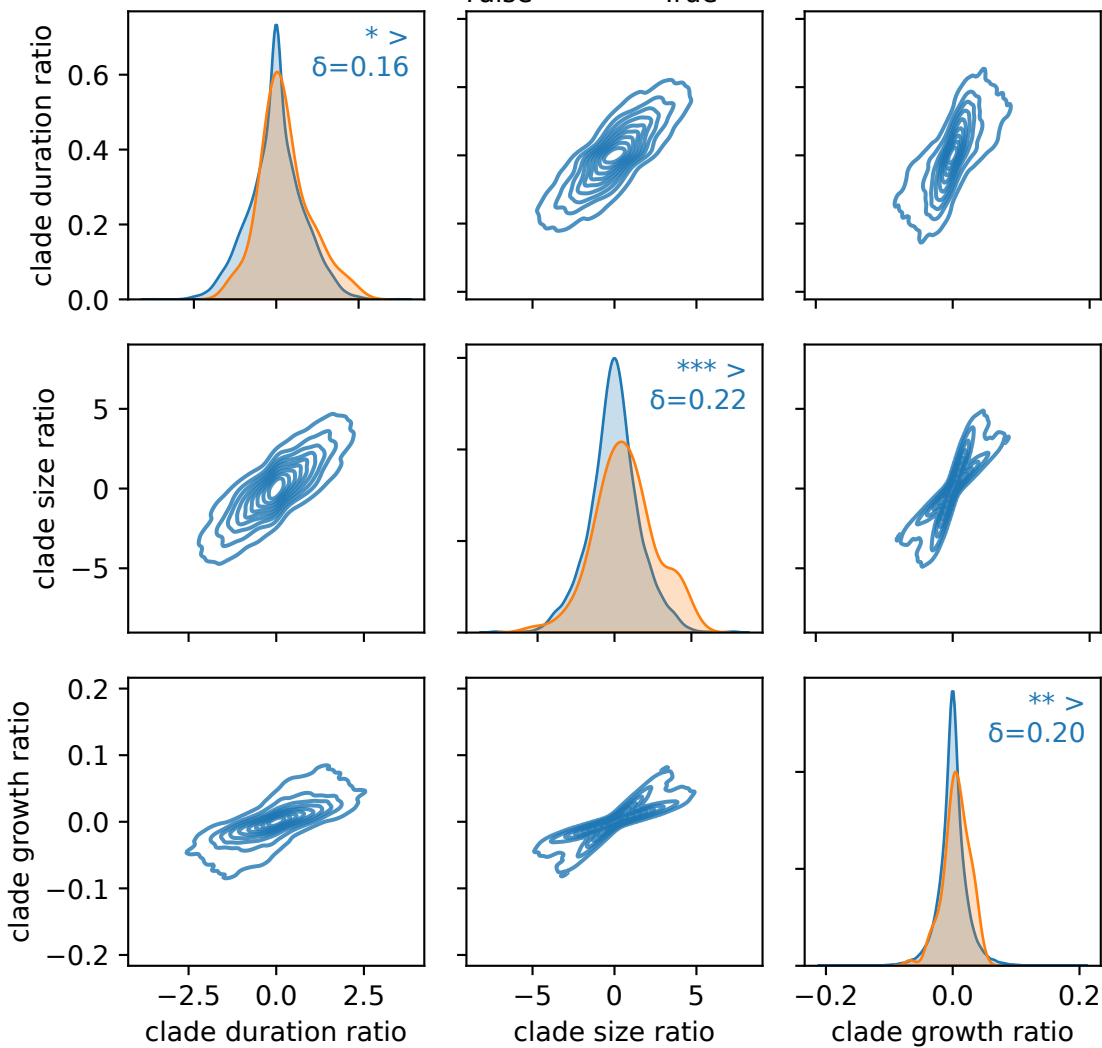 clade duration ratio
0.6
0.4
0.2
0.0
* >
δ=0.16
clade size ratio
5
0
−5
*** >
δ=0.22
clade growth ratio
0.2
0.1
0.0
−0.1
−0.2
** >
δ=0.20
−2.5 0.0 2.5
−5 0 5
−0.2 0.0 0.2
clade duration ratio
clade size ratio
clade growth ratio